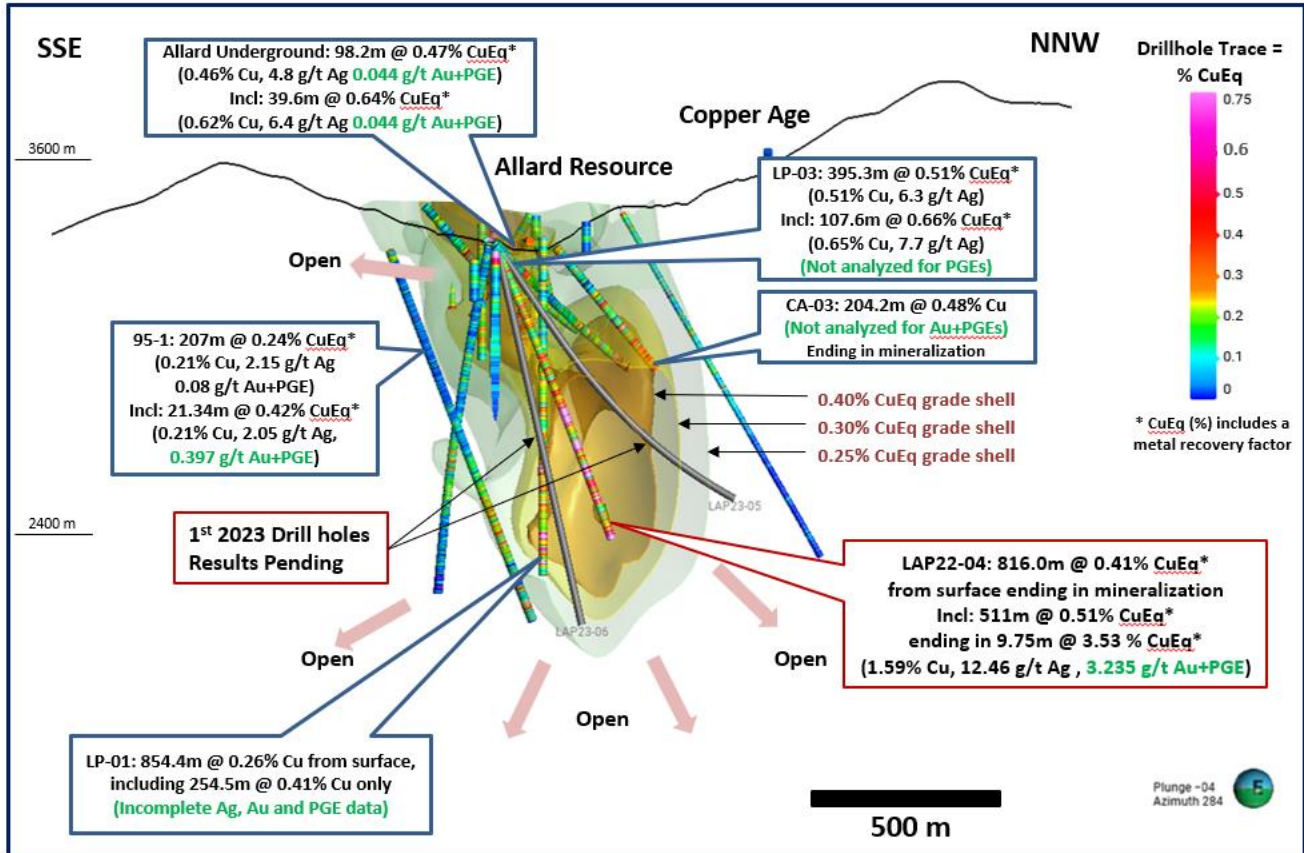 SSE
NNW
Allard Underground: 98.2m @ 0.47% CuEq*
(0.46% Cu, 4.8 g/t Ag 0.044 g/t Au+PGE)
Incl: 39.6m @ 0.64% CuEq*
(0.62% Cu, 6.4 g/t Ag 0.044 g/t Au+PGE)
Drillhole Trace =
% CuEq
0.75
0.6
0.5
0.4
0.3
0.2
0.1
0
* CuEq (%) includes a
metal recovery factor
Copper Age
3600 m
Allard Resource
LP-03: 395.3m @ 0.51% CuEq*
(0.51% Cu, 6.3 g/t Ag)
Incl: 107.6m @ 0.66% CuEq*
(0.65% Cu, 7.7 g/t Ag)
(Not analyzed for PGEs)
Open
CA-03: 204.2m @ 0.48% Cu
(Not analyzed for Au+PGEs)
Ending in mineralization
95-1: 207m @ 0.24% CuEq*
(0.21% Cu, 2.15 g/t Ag
0.08 g/t Au+PGE)
Incl: 21.34m @ 0.42% CuEq*
(0.21% Cu, 2.05 g/t Ag,
0.397 g/t Au+PGE)
0.40% CuEq grade shell
0.30% CuEq grade shell
0.25% CuEq grade shell
LAP23-05
2400 m
1st 2023 Drill holes
Results Pending
LAP22-04: 816.0m @ 0.41% CuEq*
from surface ending in mineralization
Incl: 511m @ 0.51% CuEq*
ending in 9.75m @ 3.53 % CuEq*
(1.59% Cu, 12.46 g/t Ag , 3.235 g/t Au+PGE)
LAP23-06
Open
Open
Open
LP-01: 854.4m @ 0.26% Cu from surface,
including 254.5m @ 0.41% Cu only
(Incomplete Ag, Au and PGE data)
500 m
Plunge -04
Azimuth 284
E